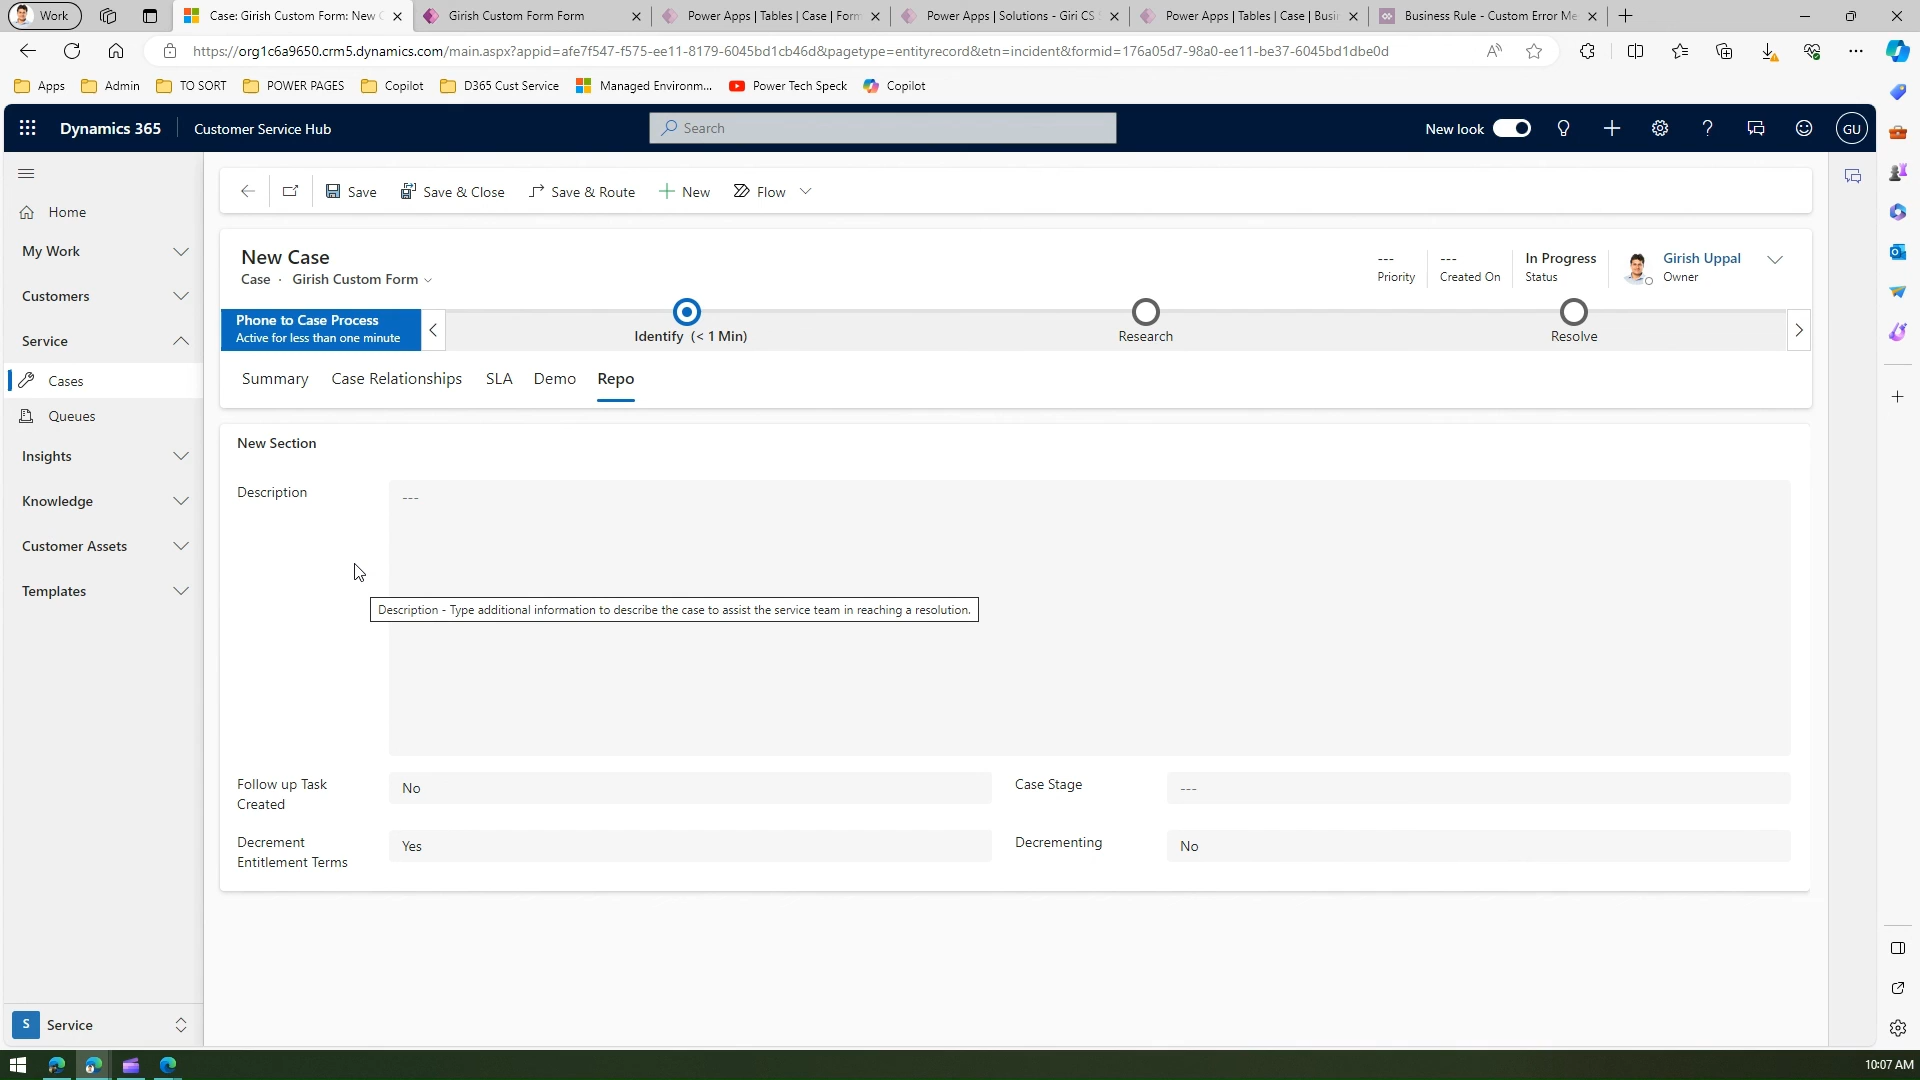 Work
Case: Girish Custom Form: New C
Girish Custom Form Form
Power Apps | Tables | Case | Form
Power Apps | Solutions - Giri CS S
Power Apps | Tables | Case | Busi
Business Rule - Custom Error Me
https://org1c6a9650.crm5.dynamics.com/main.aspx?appid=afe7f547-f575-ee11-8179-6045bd1cb46d&pagetype=entityrecord&etn=incident&formid=176a05d7-98a0-ee11-be37-6045bd1dbe0d
Apps
Admin
TO SORT
POWER PAGES
Copilot
D365 Cust Service
Managed Environm...
Power Tech Speck
Copilot
Dynamics 365
Customer Service Hub
Search
New look
GU
Home
My Work
Customers
Service
Cases
Queues
Insights
Knowledge
Customer Assets
Templates
S Service
Save
Save & Close
Save & Route
New
Flow
New Case
Case · Girish Custom Form
---
Priority
---
Created On
In Progress
Status
Girish Uppal
Owner
Phone to Case Process
Active for less than one minute
Identify (< 1 Min)
Research
Resolve
Summary
Case Relationships
SLA
Demo
Repo
New Section
Description
---
Description - Type additional information to describe the case to assist the service team in reaching a resolution.
Follow up Task
Created
No
Case Stage
---
Decrement
Entitlement Terms
Yes
Decrementing
No
10:07 AM